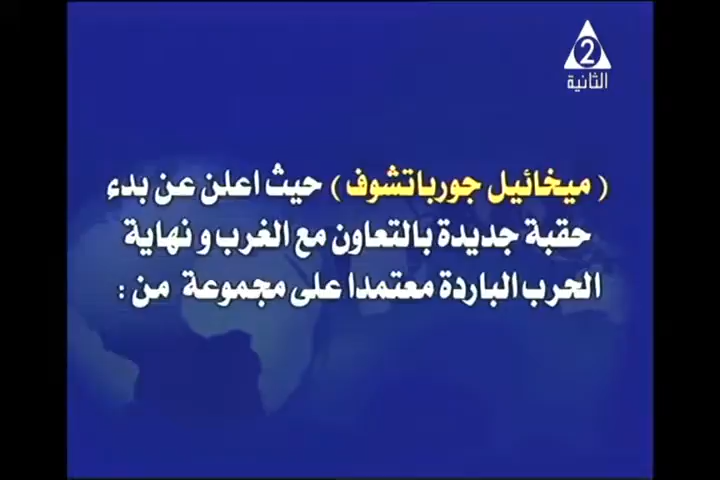 2
الثانية
( ميخائيل جورباتشوف ) حيث اعلن عن بدء
حقبة جديدة بالتعاون مع الغرب و نهاية
الحرب الباردة معتمدا على مجموعة من :